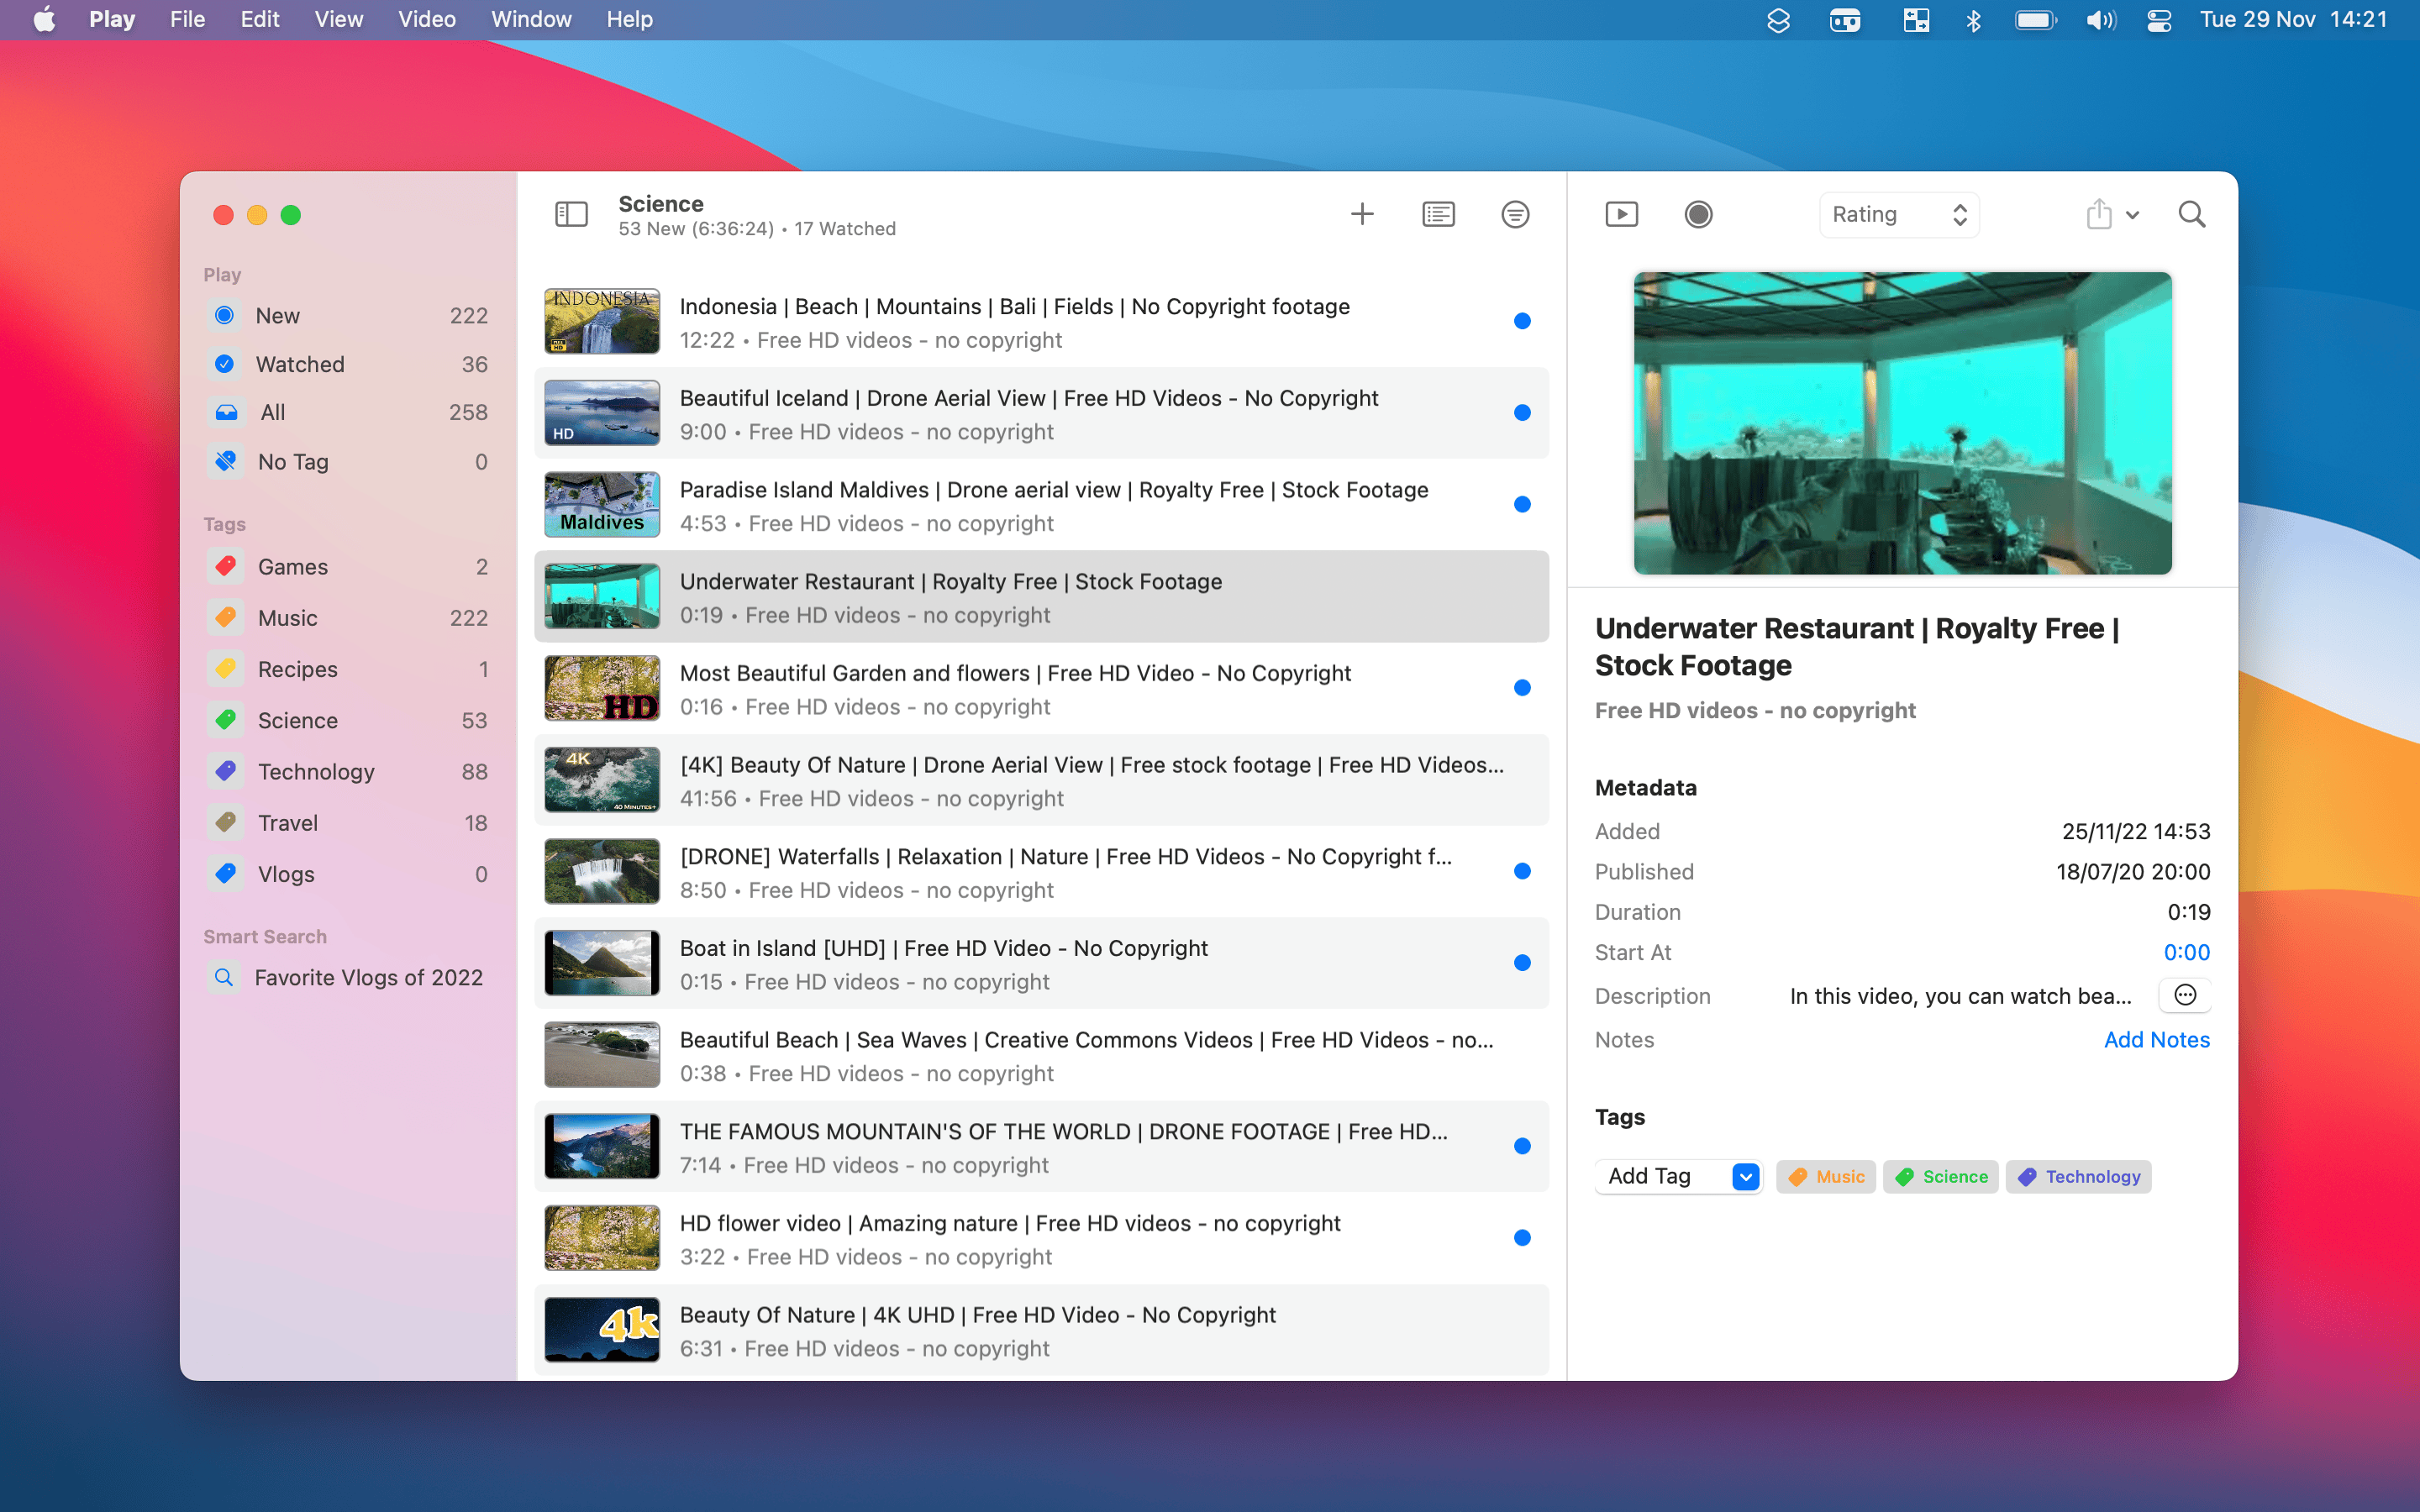 Play File Edit View Video Window Help Tue 29 Nov 14:21
Play
New 222
Watched 36
All 258
No Tag 0
Tags
Games 2
Music 222
Recipes 1
Science 53
Technology 88
Travel 18
Vlogs 0
Smart Search
Favorite Vlogs of 2022
Science
53 New (6:36:24) • 17 Watched
INDONESIA
FULL HD
Indonesia | Beach | Mountains | Bali | Fields | No Copyright footage
12:22 • Free HD videos - no copyright
HD
Beautiful Iceland | Drone Aerial View | Free HD Videos - No Copyright
9:00 • Free HD videos - no copyright
Maldives
Paradise Island Maldives | Drone aerial view | Royalty Free | Stock Footage
4:53 • Free HD videos - no copyright
Underwater Restaurant | Royalty Free | Stock Footage
0:19 • Free HD videos - no copyright
HD
Most Beautiful Garden and flowers | Free HD Video - No Copyright
0:16 • Free HD videos - no copyright
4K
40 MINUTES+
[4K] Beauty Of Nature | Drone Aerial View | Free stock footage | Free HD Videos...
41:56 • Free HD videos - no copyright
[DRONE] Waterfalls | Relaxation | Nature | Free HD Videos - No Copyright f...
8:50 • Free HD videos - no copyright
Boat in Island [UHD] | Free HD Video - No Copyright
0:15 • Free HD videos - no copyright
Beautiful Beach | Sea Waves | Creative Commons Videos | Free HD Videos - no...
0:38 • Free HD videos - no copyright
THE FAMOUS MOUNTAIN'S OF THE WORLD | DRONE FOOTAGE | Free HD...
7:14 • Free HD videos - no copyright
HD flower video | Amazing nature | Free HD videos - no copyright
3:22 • Free HD videos - no copyright
4k
Beauty Of Nature | 4K UHD | Free HD Video - No Copyright
6:31 • Free HD videos - no copyright
Rating
Underwater Restaurant | Royalty Free |
Stock Footage
Free HD videos - no copyright
Metadata
Added 25/11/22 14:53
Published 18/07/20 20:00
Duration 0:19
Start At 0:00
Description In this video, you can watch bea...
Notes Add Notes
Tags
Add Tag Music Science Technology